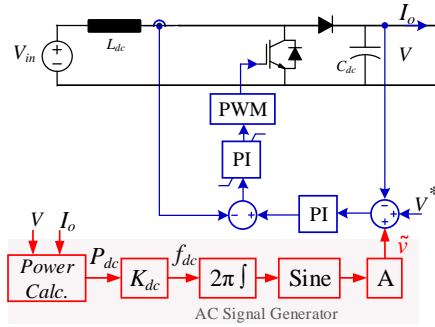 I_o
L_dc
V_in
C_dc
V
PWM
PI
PI
V*
V
I_o
ṽ
P_dc
f_dc
Power
Calc.
K_dc
2π∫
Sine
A
AC Signal Generator